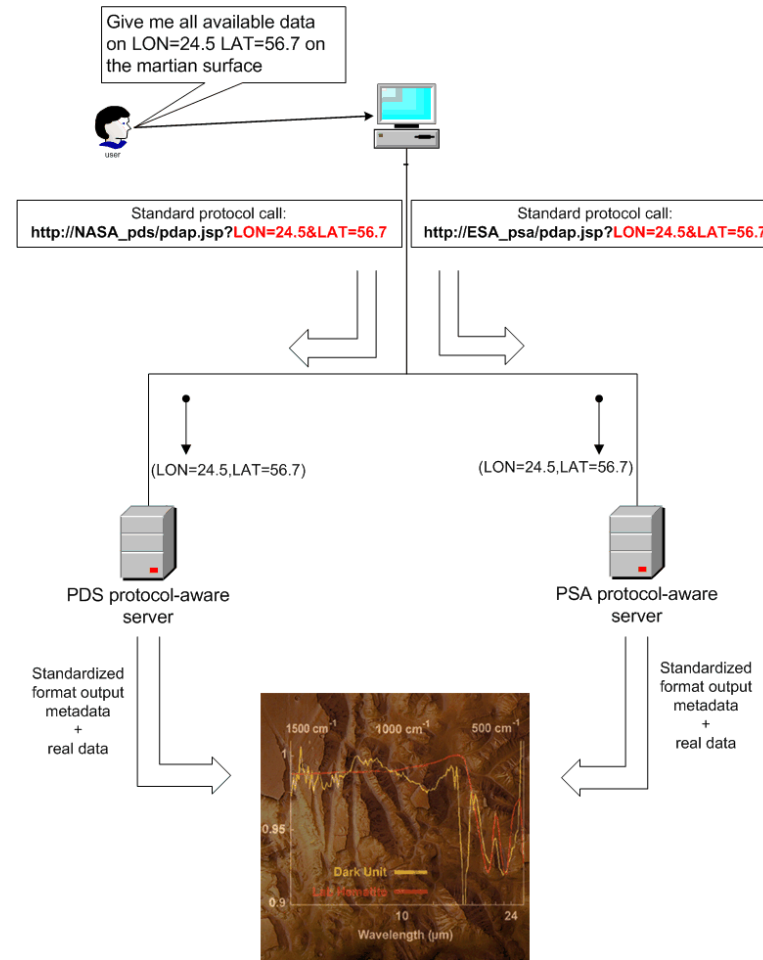 Give me all available data
on LON=24.5 LAT=56.7 on
the martian surface
user
Standard protocol call:
http://NASA_pds/pdap.jsp?LON=24.5&LAT=56.7
Standard protocol call:
http://ESA_psa/pdap.jsp?LON=24.5&LAT=56.7
(LON=24.5,LAT=56.7)
(LON=24.5,LAT=56.7)
PDS protocol-aware
server
PSA protocol-aware
server
Standardized
format output
metadata
+
real data
Standardized
format output
metadata
+
real data
1500 cm-1 1000 cm-1 500 cm-1
1
0.95
0.9
Dark Unit
Lab Hematite
10 24
Wavelength (μm)